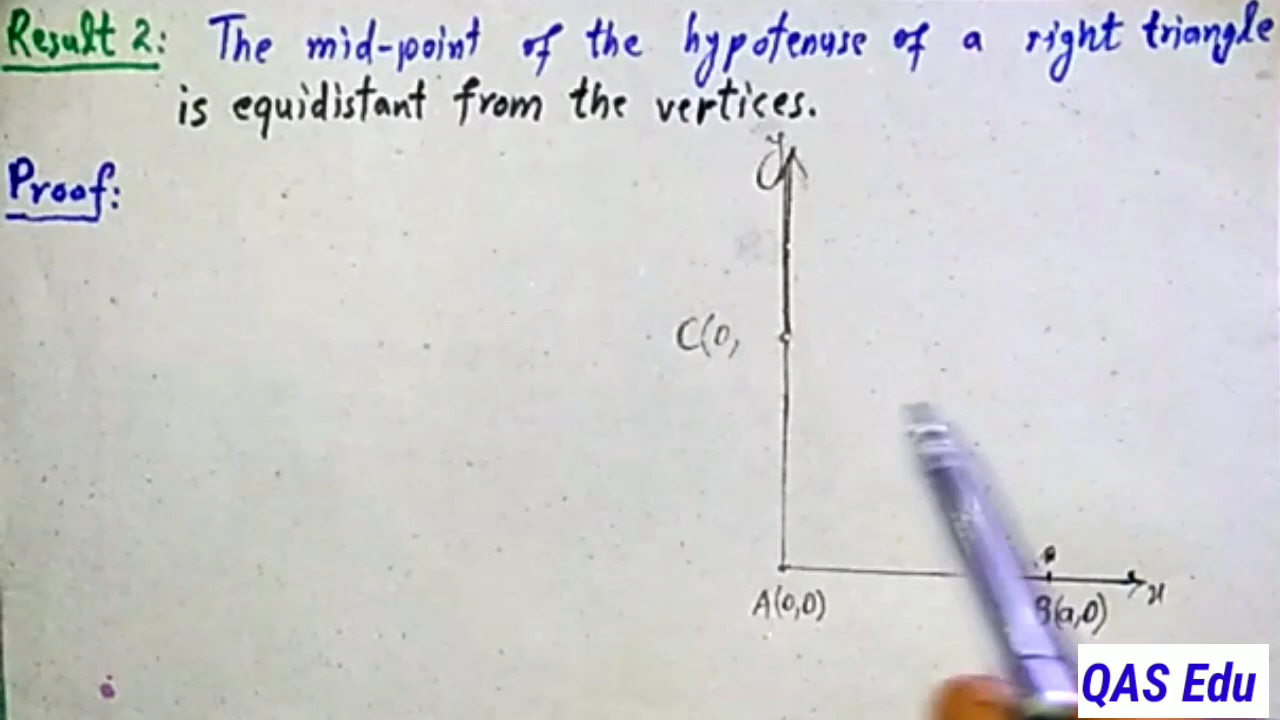 Result 2: The mid-point of the hypotenuse of a right triangle
is equidistant from the vertices.
Proof:
y
C(0,
A(0,0)
B(a,0)
x
QAS Edu